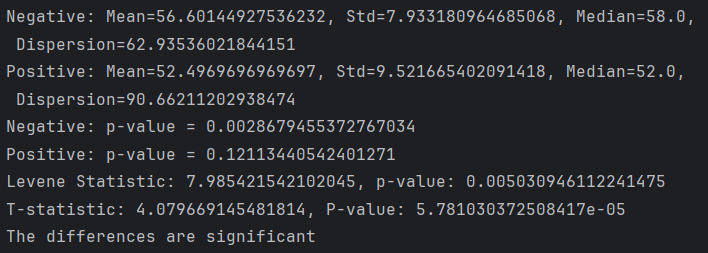 Negative: Mean=56.60144927536232, Std=7.933180964685068, Median=58.0,
Dispersion=62.93536021844151
Positive: Mean=52.4969696969697, Std=9.521665402091418, Median=52.0,
Dispersion=90.66211202938474
Negative: p-value = 0.0028679455372767034
Positive: p-value = 0.12113440542401271
Levene Statistic: 7.985421542102045, p-value: 0.005030946112241475
T-statistic: 4.079669145481814, P-value: 5.781030372508417e-05
The differences are significant